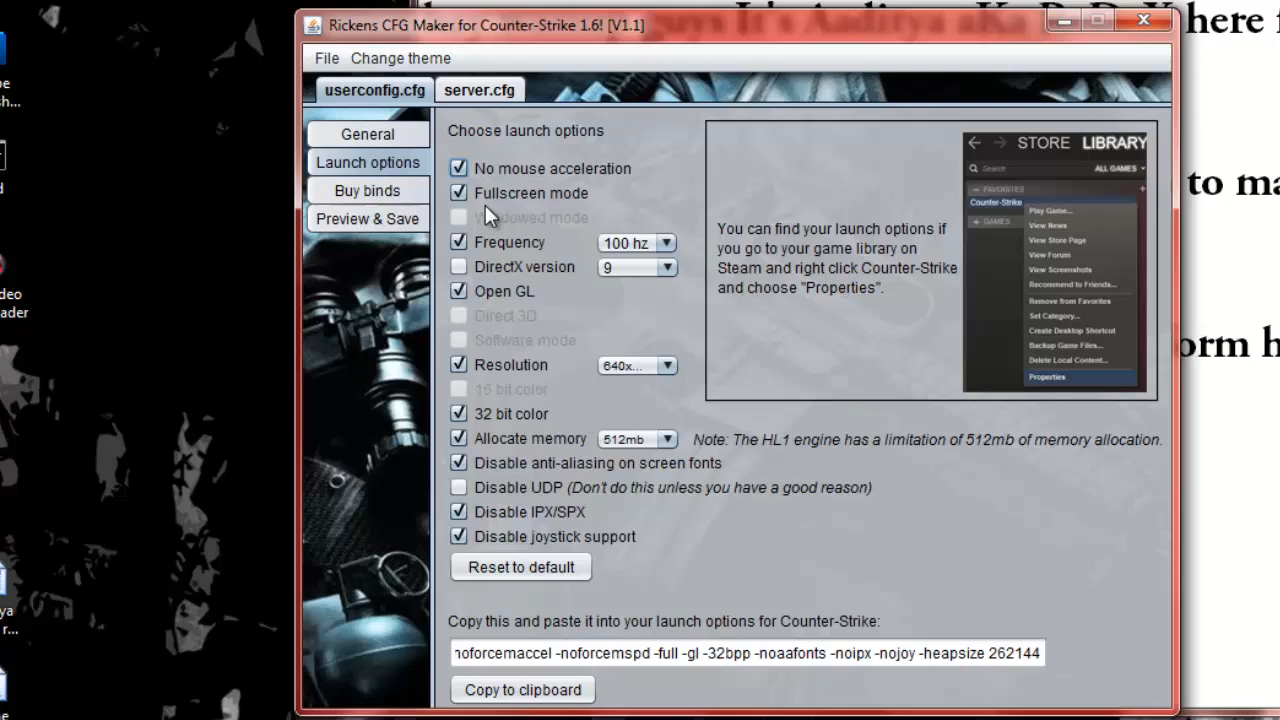 here f
Rickens CFG Maker for Counter-Strike 1.6! [V1.1]
File Change theme
userconfig.cfg server.cfg
General
Launch options
Buy binds
Preview & Save
Choose launch options
No mouse acceleration
Fullscreen mode
Windowed mode
Frequency 100 hz
DirectX version 9
Open GL
Direct 3D
Software mode
Resolution 640x...
16 bit color
32 bit color
Allocate memory 512mb Note: The HL1 engine has a limitation of 512mb of memory allocation.
Disable anti-aliasing on screen fonts
Disable UDP (Don't do this unless you have a good reason)
Disable IPX/SPX
Disable joystick support
Reset to default
You can find your launch options if
you go to your game library on
Steam and right click Counter-Strike
and choose "Properties".
STORE LIBRARY
Search ALL GAMES
FAVORITES
Counter-Strike
GAMES
Play Game...
View News
View Store Page
View Forum
View Screenshots
Recommend to Friends...
Remove from Favorites
Set Category...
Create Desktop Shortcut
Backup Game Files...
Delete Local Content...
Properties
Copy this and paste it into your launch options for Counter-Strike:
noforcemaccel -noforcemspd -full -gl -32bpp -noaafonts -noipx -nojoy -heapsize 262144
Copy to clipboard
to ma
orm h
pe
sh...
d
deo
ader
ya
r...
ne